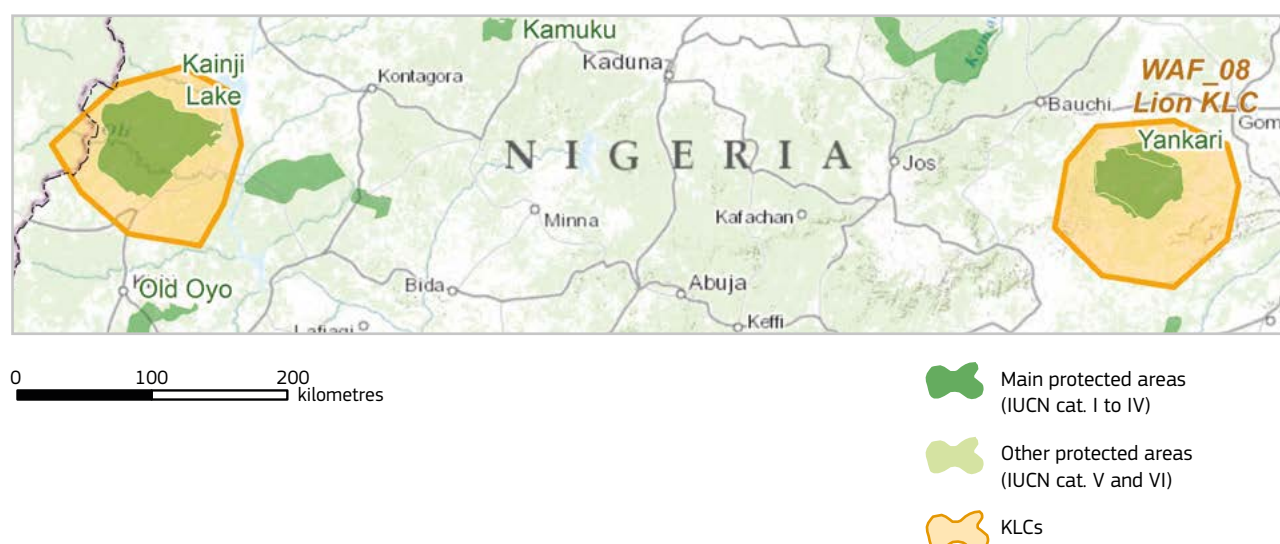 Kamuku
Kainji
Lake
Kontagora
Kaduna
WAF_08
Lion KLC
Bauchi
Gom
Yankari
Oli
NIGERIA
Jos
Minna
Kafachan
Old Oyo
Bida
Abuja
Keffi
Lafiagi
0 100 200
kilometres
Main protected areas
(IUCN cat. I to IV)
Other protected areas
(IUCN cat. V and VI)
KLCs